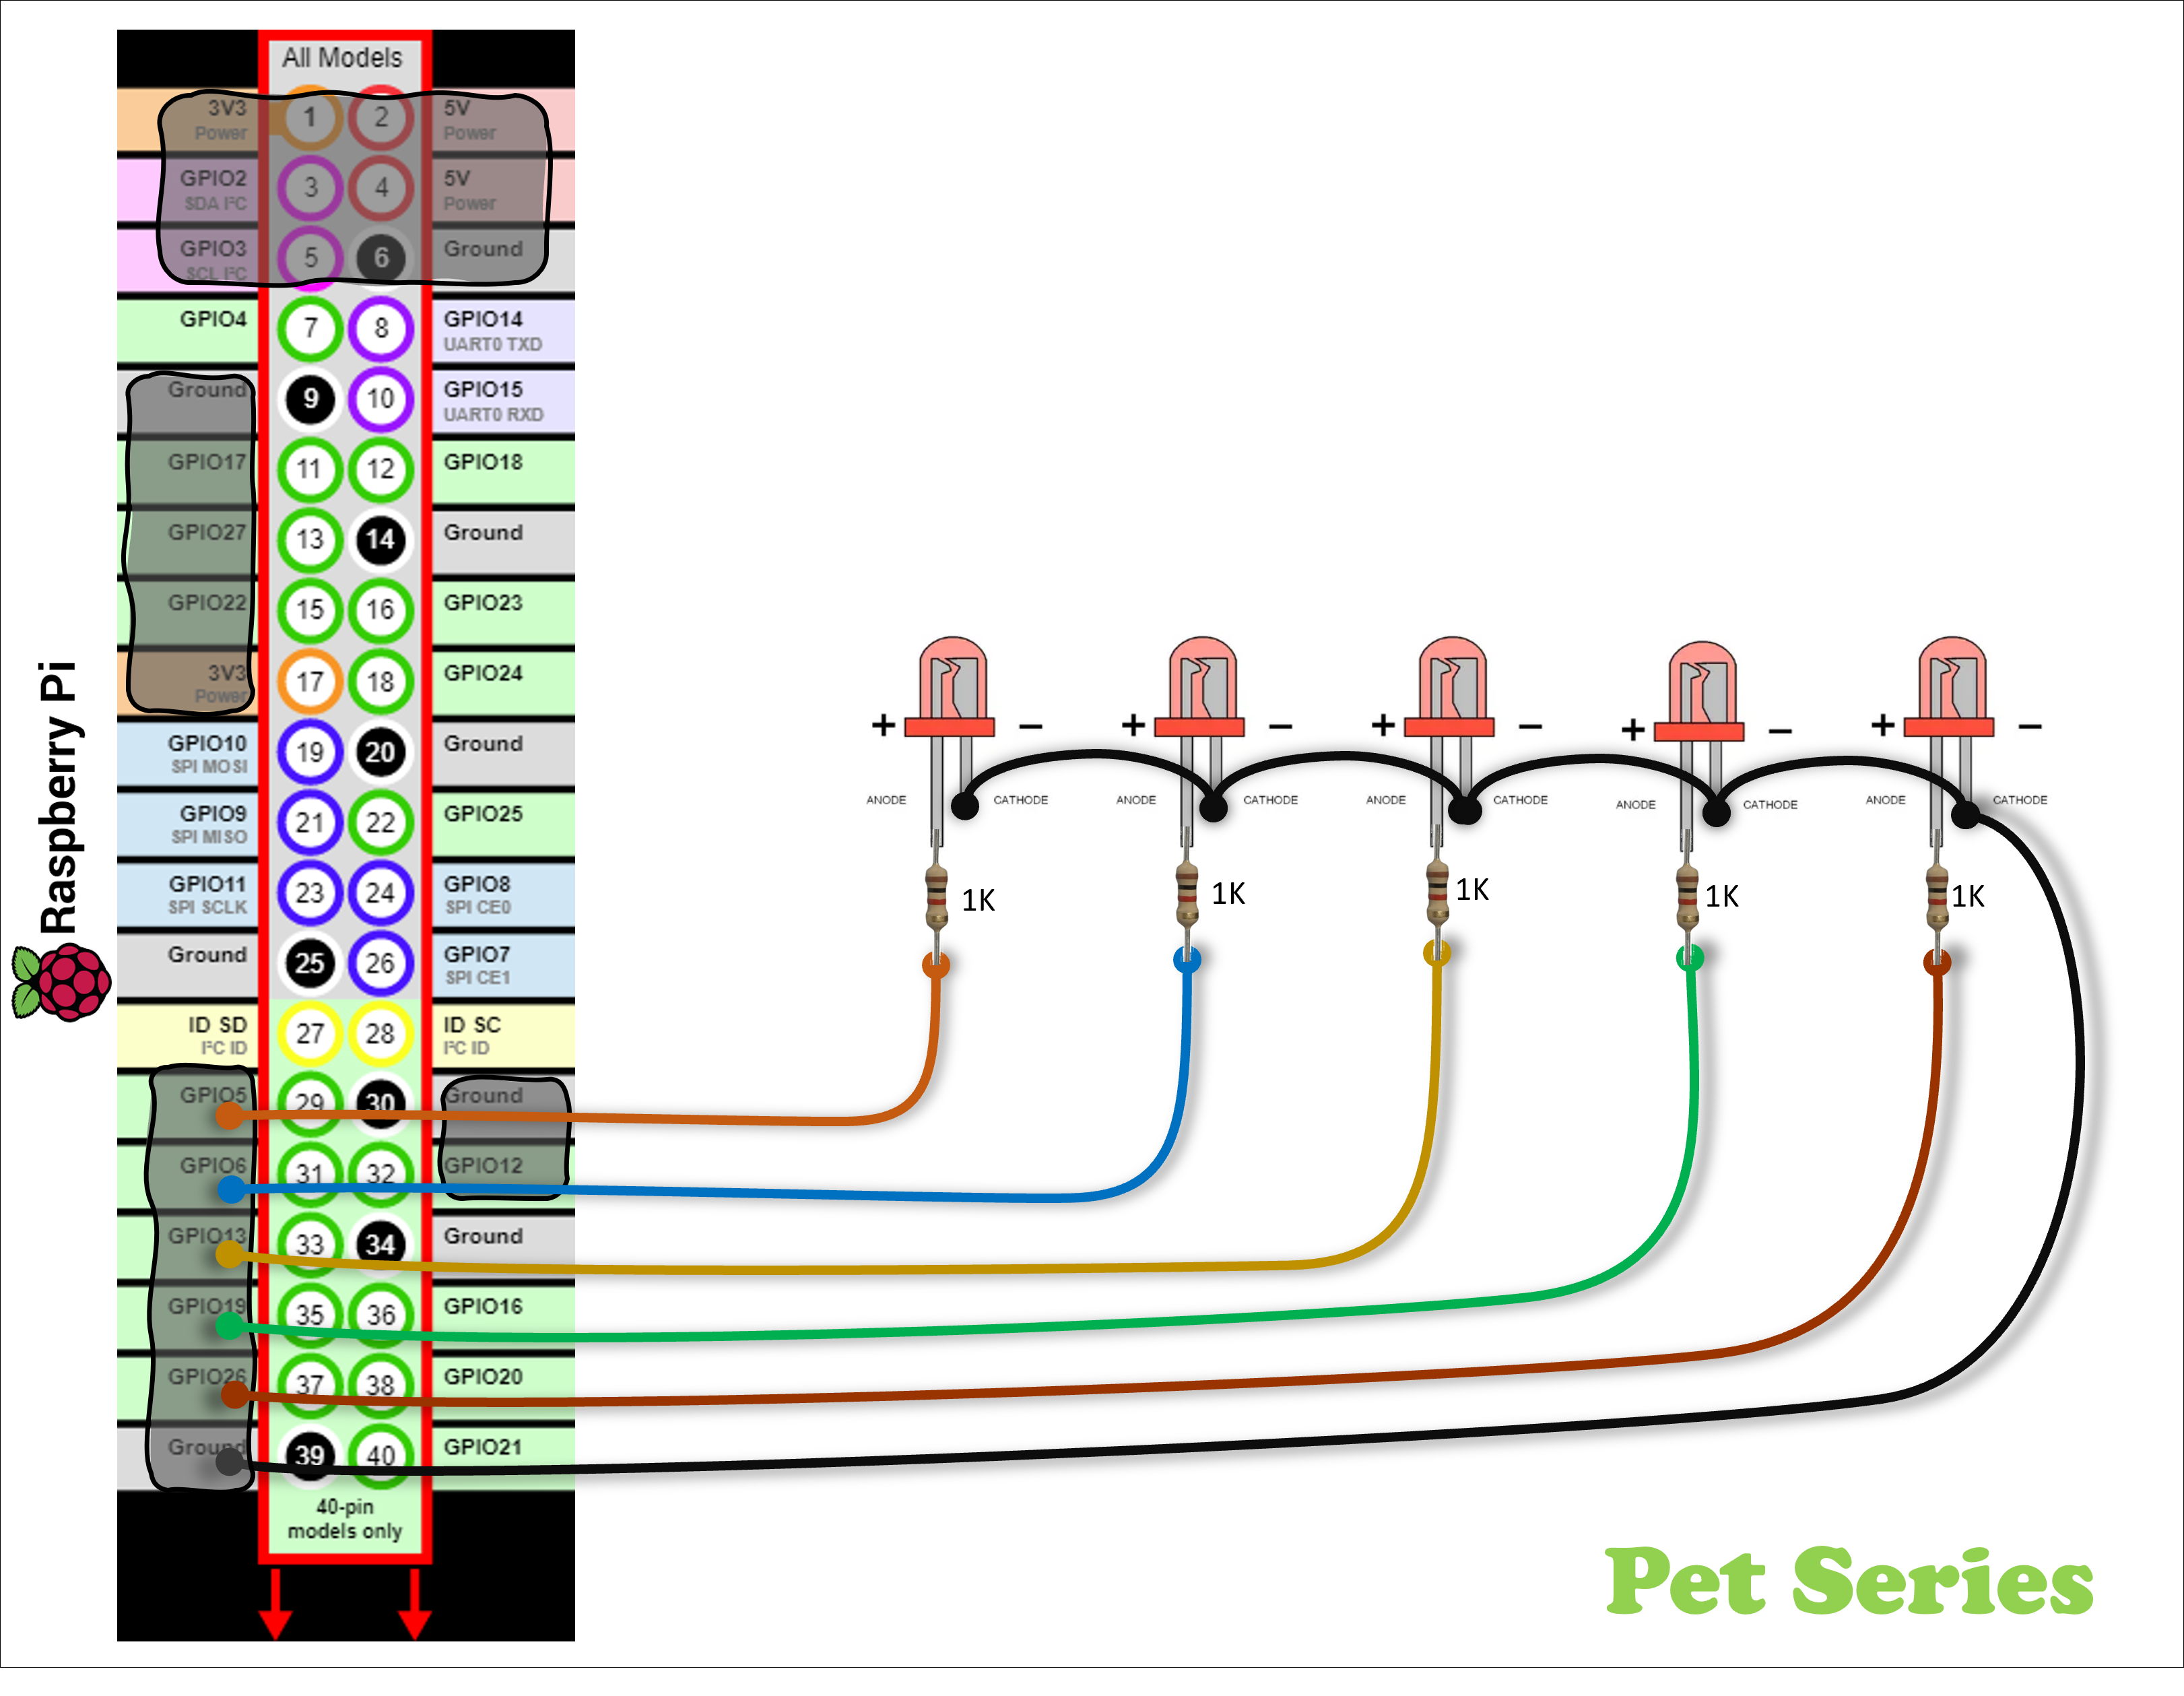 All Models
3V3 1 2 5V
Power Power
GPIO2 3 4 5V
SDA I²C Power
GPIO3 5 6 Ground
SCL I²C
GPIO4 7 8 GPIO14
UART0 TXD
Ground 9 10 GPIO15
UART0 RXD
GPIO17 11 12 GPIO18
GPIO27 13 14 Ground
GPIO22 15 16 GPIO23
3V3 17 18 GPIO24
Power
GPIO10 19 20 Ground
SPI MOSI
GPIO9 21 22 GPIO25
SPI MISO
GPIO11 23 24 GPIO8
SPI SCLK SPI CE0
Ground 25 26 GPIO7
SPI CE1
ID SD 27 28 ID SC
I²C ID I²C ID
GPIO5 29 30 Ground
GPIO6 31 32 GPIO12
GPIO13 33 34 Ground
GPIO19 35 36 GPIO16
GPIO26 37 38 GPIO20
Ground 39 40 GPIO21
40-pin
models only
Raspberry Pi
+ − + − + − + − + −
ANODE CATHODE ANODE CATHODE ANODE CATHODE ANODE CATHODE ANODE CATHODE
1K 1K 1K 1K 1K
Pet Series